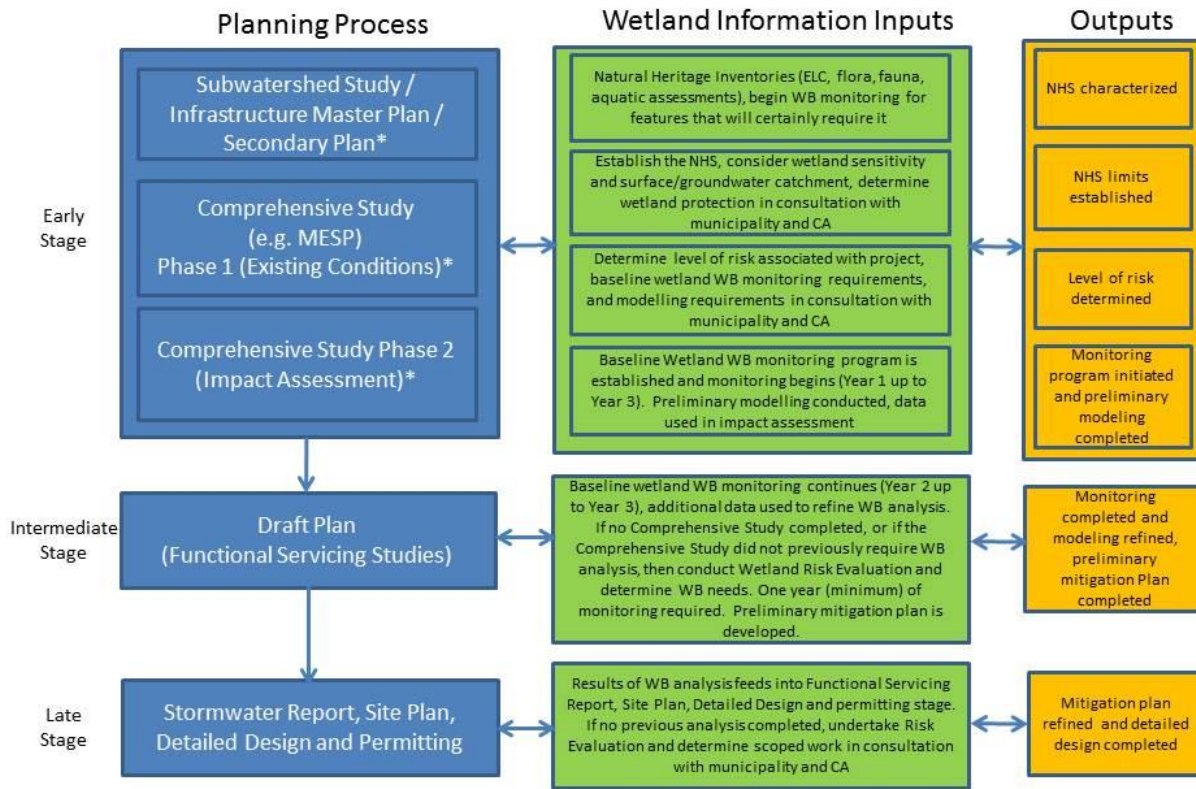 Planning Process
Wetland Information Inputs
Outputs
Early
Stage
Subwatershed Study /
Infrastructure Master Plan /
Secondary Plan*
Comprehensive Study
(e.g. MESP)
Phase 1 (Existing Conditions)*
Comprehensive Study Phase 2
(Impact Assessment)*
Natural Heritage Inventories (ELC, flora, fauna,
aquatic assessments), begin WB monitoring for
features that will certainly require it
Establish the NHS, consider wetland sensitivity
and surface/groundwater catchment, determine
wetland protection in consultation with
municipality and CA
Determine level of risk associated with project,
baseline wetland WB monitoring requirements,
and modelling requirements in consultation with
municipality and CA
Baseline Wetland WB monitoring program is
established and monitoring begins (Year 1 up to
Year 3). Preliminary modelling conducted, data
used in impact assessment
NHS characterized
NHS limits
established
Level of risk
determined
Monitoring
program initiated
and preliminary
modeling
completed
Intermediate
Stage
Draft Plan
(Functional Servicing Studies)
Baseline wetland WB monitoring continues (Year 2 up
to Year 3), additional data used to refine WB analysis.
If no Comprehensive Study completed, or if the
Comprehensive Study did not previously require WB
analysis, then conduct Wetland Risk Evaluation and
determine WB needs. One year (minimum) of
monitoring required. Preliminary mitigation plan is
developed.
Monitoring
completed and
modeling refined,
preliminary
mitigation Plan
completed
Late
Stage
Stormwater Report, Site Plan,
Detailed Design and Permitting
Results of WB analysis feeds into Functional Servicing
Report, Site Plan, Detailed Design and permitting stage.
If no previous analysis completed, undertake Risk
Evaluation and determine scoped work in consultation
with municipality and CA
Mitigation plan
refined and detailed
design completed